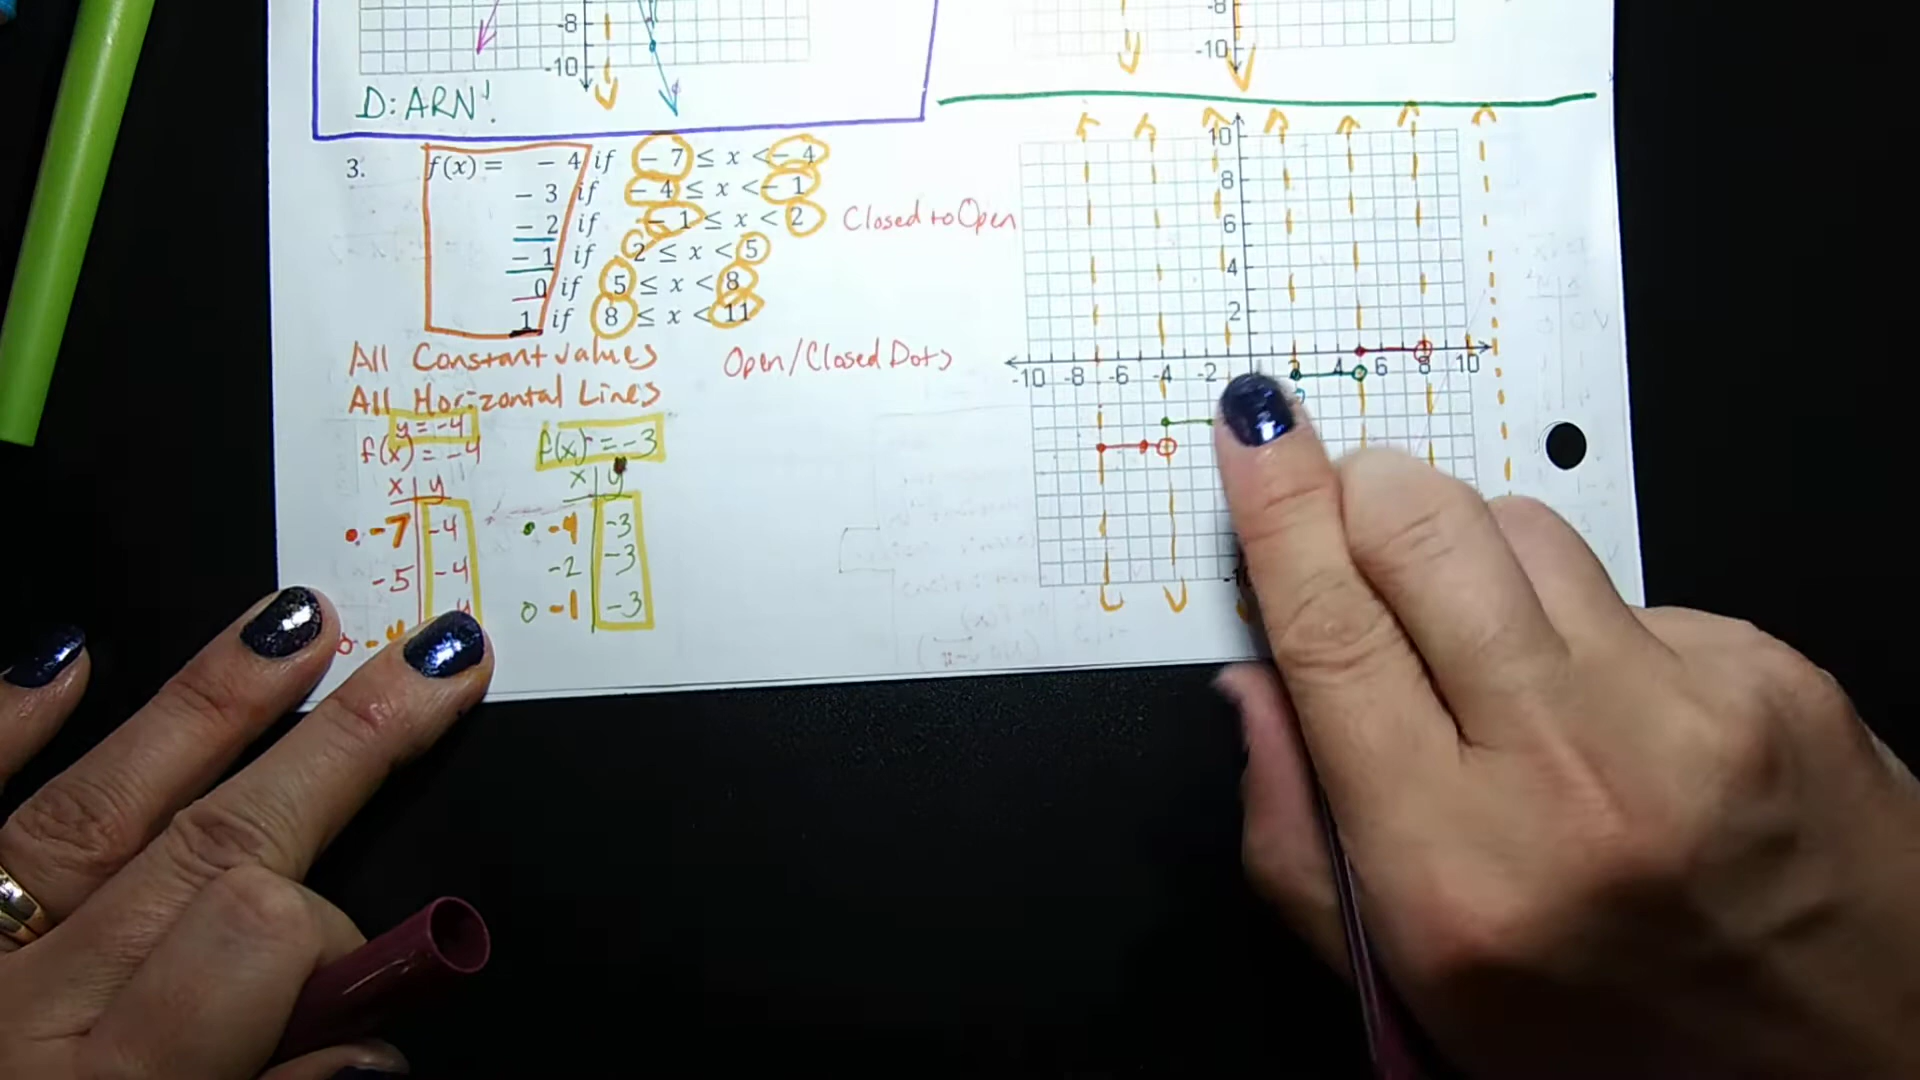 -8
-10
D: ARN!
-8
-10
3. f(x) = -4 if -7 ≤ x < -4
-3 if -4 ≤ x < -1
-2 if -1 ≤ x < 2
-1 if 2 ≤ x < 5
0 if 5 ≤ x < 8
1 if 8 ≤ x < 11
Closed to Open
All Constant values
Open/Closed Dots
All Horizontal Lines
y = -4
f(x) = -4
x y
-7 -4
-5 -4
-4
f(x) = -3
x y
-4 -3
-2 -3
-1 -3
10
8
6
4
2
-10 -8 -6 -4 -2 4 6 8 10